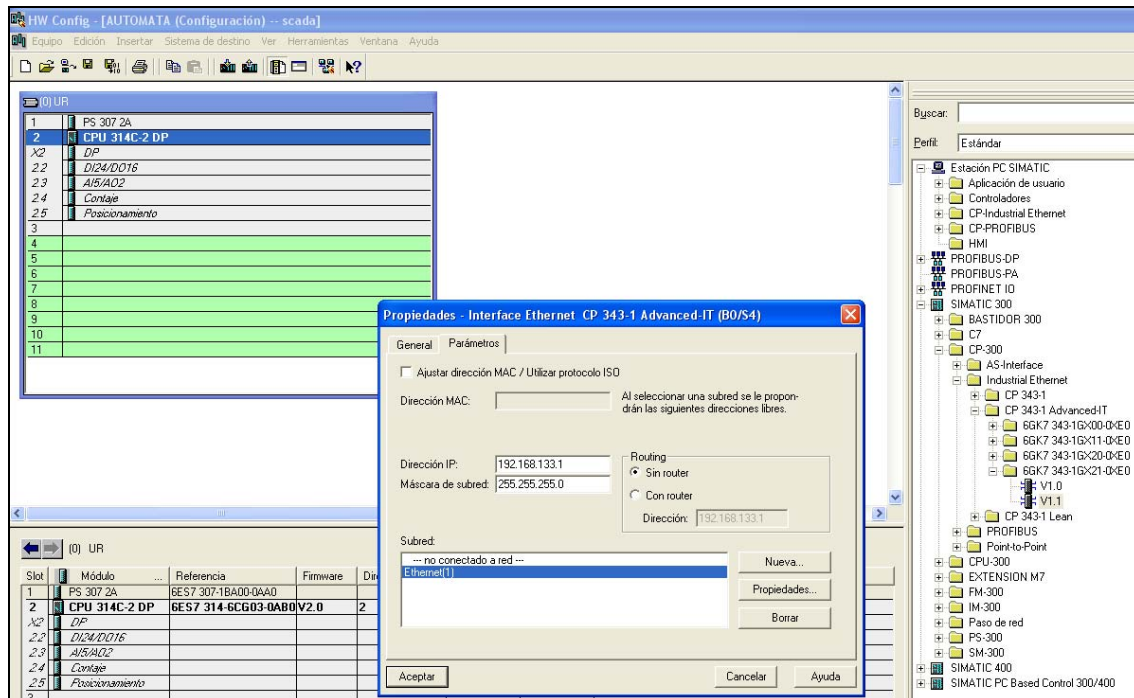 HW Config - [AUTOMATA (Configuración) -- scada]
Equipo Edición Insertar Sistema de destino Ver Herramientas Ventana Ayuda
(0) UR
1 PS 307 2A
2 CPU 314C-2 DP
X2 DP
2.2 DI24/DO16
2.3 AI5/AO2
2.4 Contaje
2.5 Posicionamiento
3
4
5
6
7
8
9
10
11
Propiedades - Interface Ethernet CP 343-1 Advanced-IT (B0/S4)
General Parámetros
Ajustar dirección MAC / Utilizar protocolo ISO
Dirección MAC:
Al seleccionar una subred se le propon-
drán las siguientes direcciones libres.
Dirección IP: 192.168.133.1
Máscara de subred: 255.255.255.0
Routing
Sin router
Con router
Dirección: 192.168.133.1
Subred:
--- no conectado a red ---
Ethernet(1)
Nueva...
Propiedades...
Borrar
Aceptar Cancelar Ayuda
(0) UR
Slot Módulo ... Referencia Firmware
1 PS 307 2A 6ES7 307-1BA00-0AA0
2 CPU 314C-2 DP 6ES7 314-6CG03-0AB0 V2.0 2
X2 DP
2.2 DI24/DO16
2.3 AI5/AO2
2.4 Contaje
2.5 Posicionamiento
Buscar:
Perfil: Estándar
Estación PC SIMATIC
Aplicación de usuario
Controladores
CP-Industrial Ethernet
CP-PROFIBUS
HMI
PROFIBUS-DP
PROFIBUS-PA
PROFINET IO
SIMATIC 300
BASTIDOR 300
C7
CP-300
AS-Interface
Industrial Ethernet
CP 343-1
CP 343-1 Advanced-IT
6GK7 343-1GX00-0XE0
6GK7 343-1GX11-0XE0
6GK7 343-1GX20-0XE0
6GK7 343-1GX21-0XE0
V1.0
V1.1
CP 343-1 Lean
PROFIBUS
Point-to-Point
CPU-300
EXTENSION M7
FM-300
IM-300
Paso de red
PS-300
SM-300
SIMATIC 400
SIMATIC PC Based Control 300/400